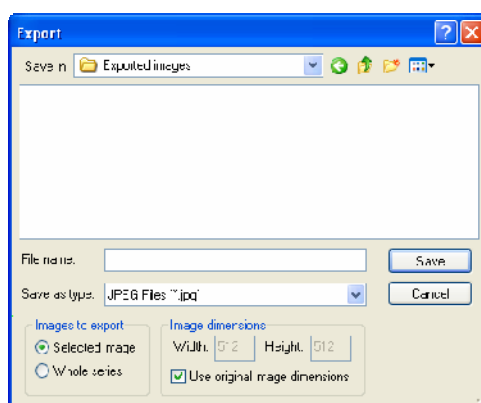 Export
Save in Exported images
File name:
Save
Save as type: JPEG Files (*.jpg)
Cancel
Images to export
Image dimensions
Selected image
Width: 512 Height: 512
Whole series
Use original image dimensions